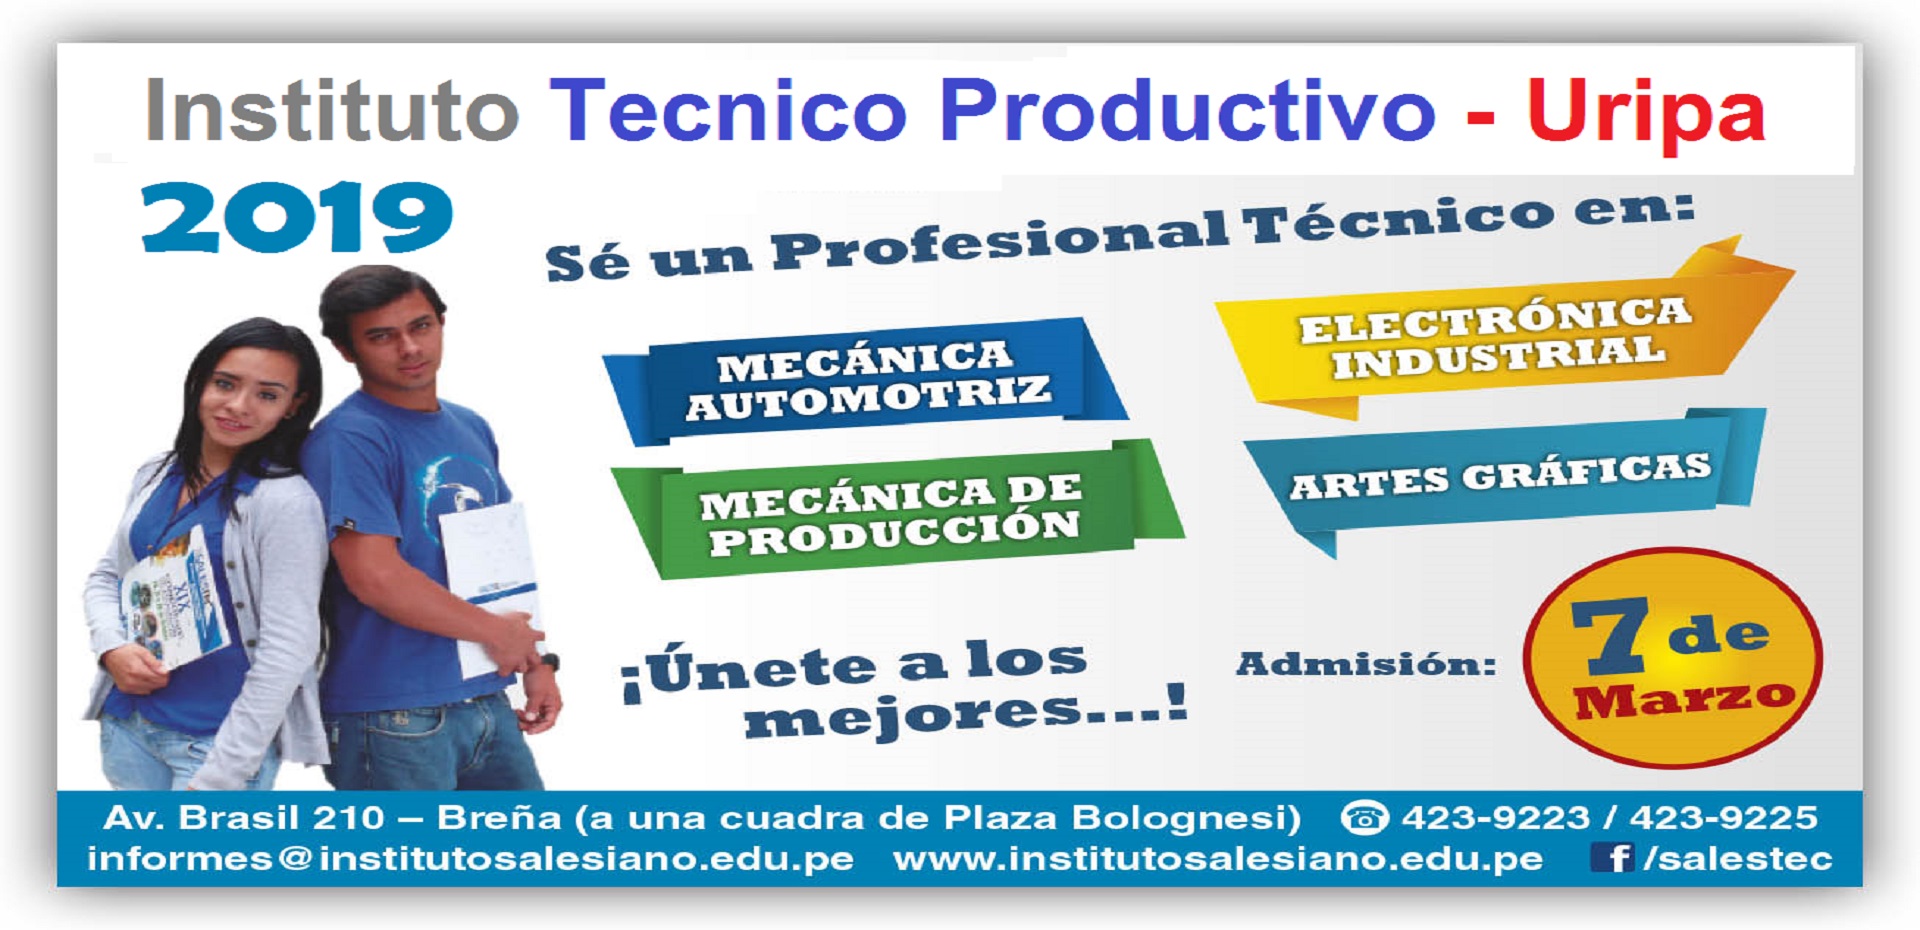 Instituto Tecnico Productivo - Uripa
2019
Sé un Profesional Técnico en:
MECÁNICA
AUTOMOTRIZ
ELECTRÓNICA
INDUSTRIAL
MECÁNICA DE
PRODUCCIÓN
ARTES GRÁFICAS
¡Únete a los
mejores...!
Admisión:
7 de
Marzo
Av. Brasil 210 – Breña (a una cuadra de Plaza Bolognesi) 423-9223 / 423-9225
informes@institutosalesiano.edu.pe www.institutosalesiano.edu.pe f /salestec
XIX